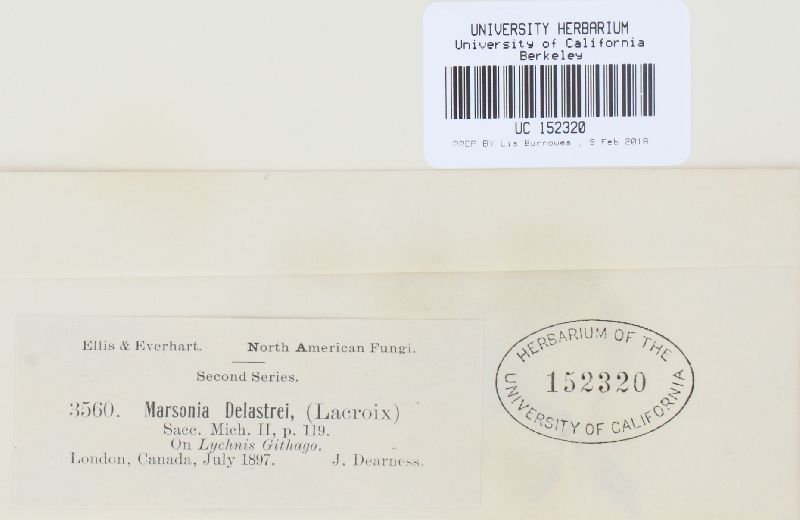 UNIVERSITY HERBARIUM
University of California
Berkeley
UC 152320
PREP BY Lis Burrowes , 9 Feb 2018
Ellis & Everhart. North American Fungi.
Second Series.
3560. Marsonia Delastrei, (Lacroix)
Sacc. Mich. II, p. 119.
On Lychnis Githago.
London, Canada, July 1897. J. Dearness.
HERBARIUM OF THE
152320
UNIVERSITY OF CALIFORNIA